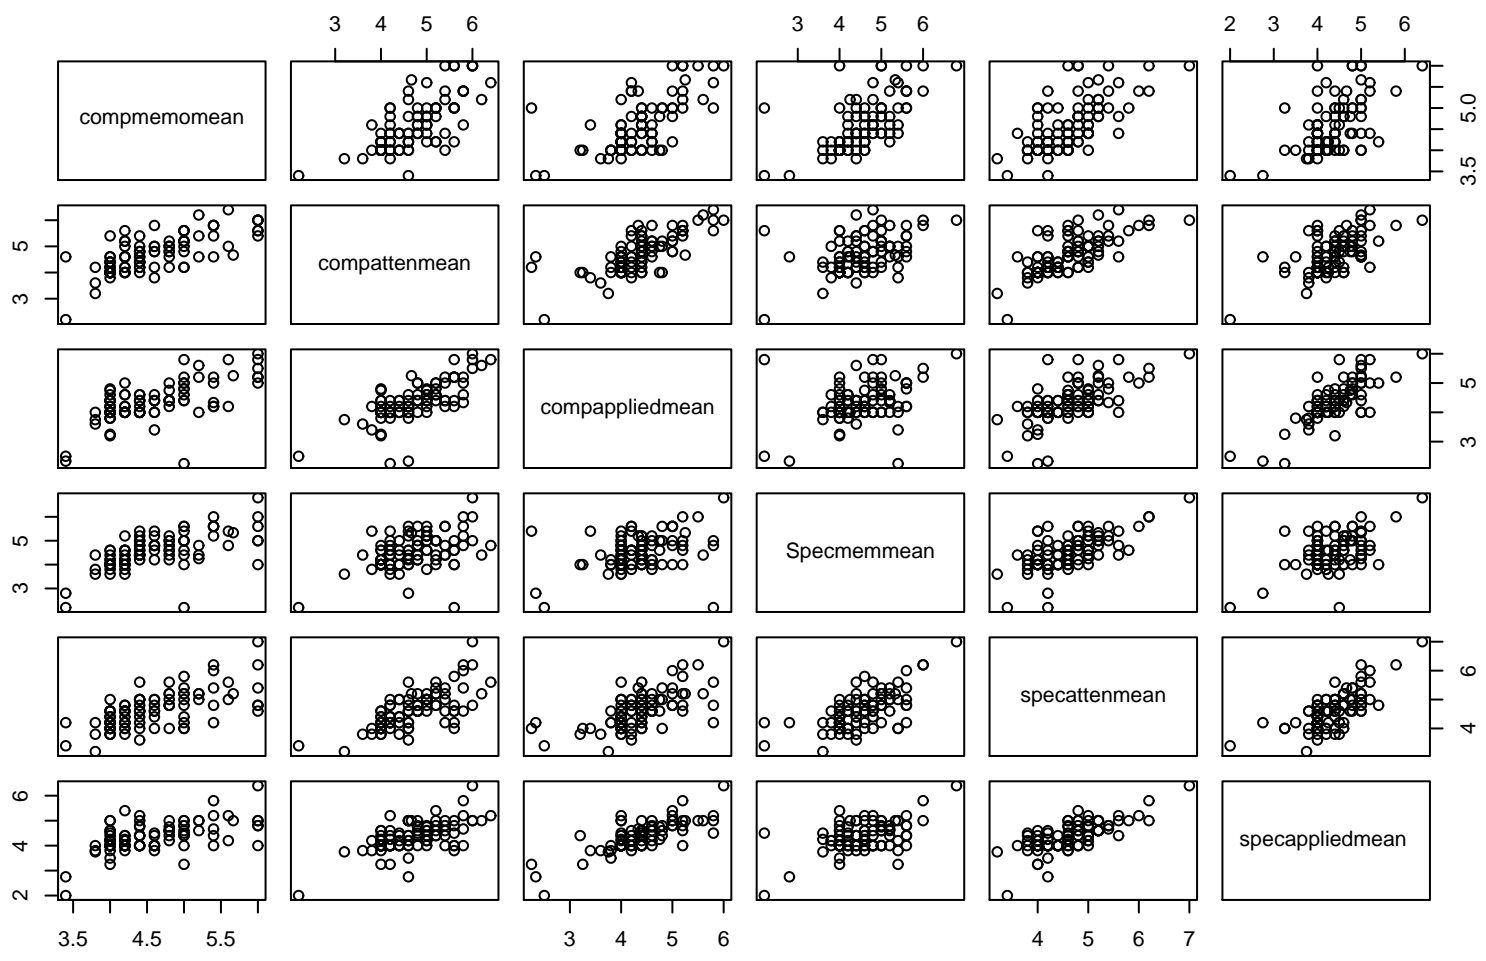 3 4 5 6 3 4 5 6 2 3 4 5 6
compmemomean
3.5 5.0
3 5
compattenmean
compappliedmean
3 5
3 5
Specmemmean
specattenmean
4 6
2 4 6
specappliedmean
3.5 4.5 5.5 3 4 5 6 4 5 6 7